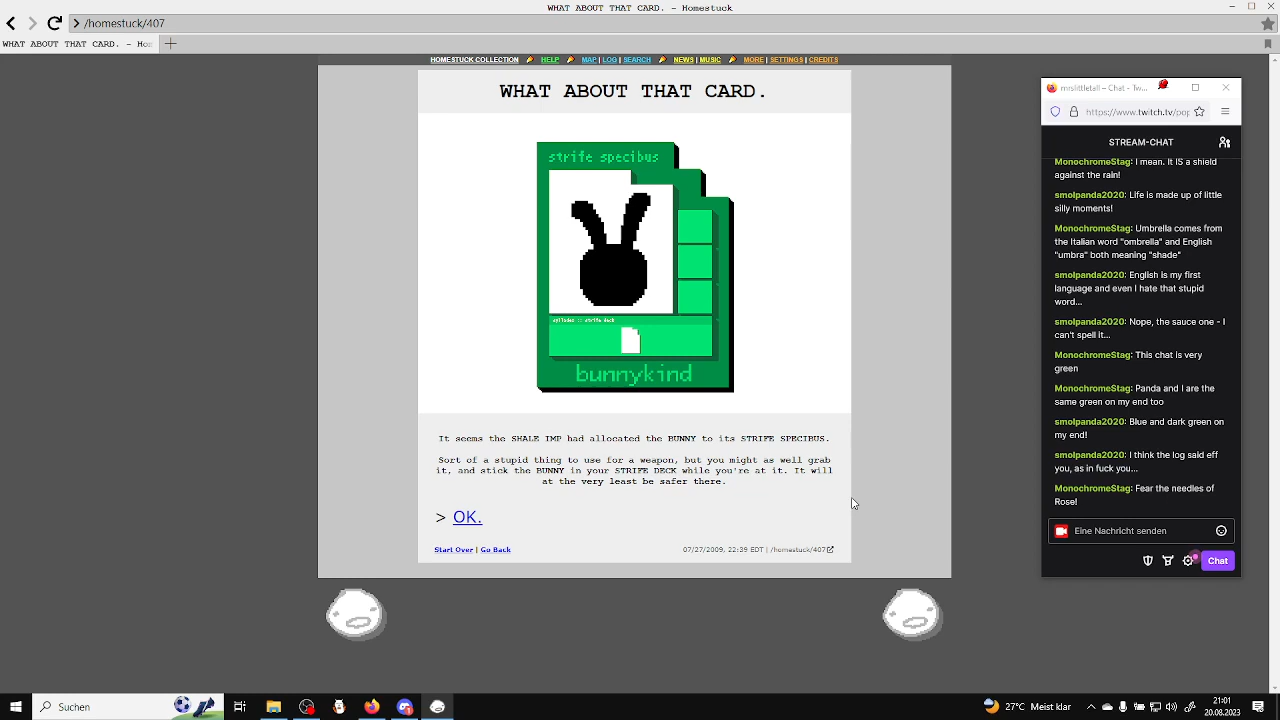 WHAT ABOUT THAT CARD. - Homestuck
> /homestuck/407
WHAT ABOUT THAT CARD. - Hom
HOMESTUCK COLLECTION HELP MAP | LOG | SEARCH NEWS | MUSIC MORE | SETTINGS | CREDITS
WHAT ABOUT THAT CARD.
strife specibus
strife deck
bunnykind
It seems the SHALE IMP had allocated the BUNNY to its STRIFE SPECIBUS.
Sort of a stupid thing to use for a weapon, but you might as well grab
it, and stick the BUNNY in your STRIFE DECK while you're at it. It will
at the very least be safer there.
> OK.
Start Over | Go Back
07/27/2009, 22:39 EDT | /homestuck/407
mrslittletall – Chat - Tw...
https://www.twitch.tv/pop
STREAM-CHAT
MonochromeStag: I mean. It IS a shield
against the rain!
smolpanda2020: Life is made up of little
silly moments!
MonochromeStag: Umbrella comes from
the Italian word "ombrella" and English
"umbra" both meaning "shade"
smolpanda2020: English is my first
language and even I hate that stupid
word...
smolpanda2020: Nope, the sauce one - I
can't spell it...
MonochromeStag: This chat is very
green
MonochromeStag: Panda and I are the
same green on my end too
smolpanda2020: Blue and dark green on
my end!
smolpanda2020: I think the log said eff
you, as in fuck you...
MonochromeStag: Fear the needles of
Rose!
Eine Nachricht senden
Chat
Suchen
27°C Meist klar
21:01
20.08.2023